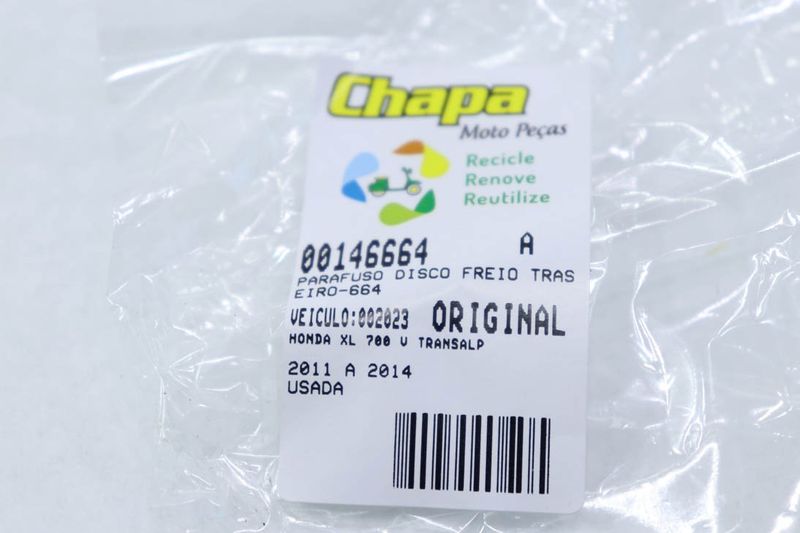 Chapa
Moto Peças
Recicle
Renove
Reutilize
00146664 A
PARAFUSO DISCO FREIO TRAS
EIRO-664
VEICULO:002023 ORIGINAL
HONDA XL 700 V TRANSALP
2011 A 2014
USADA